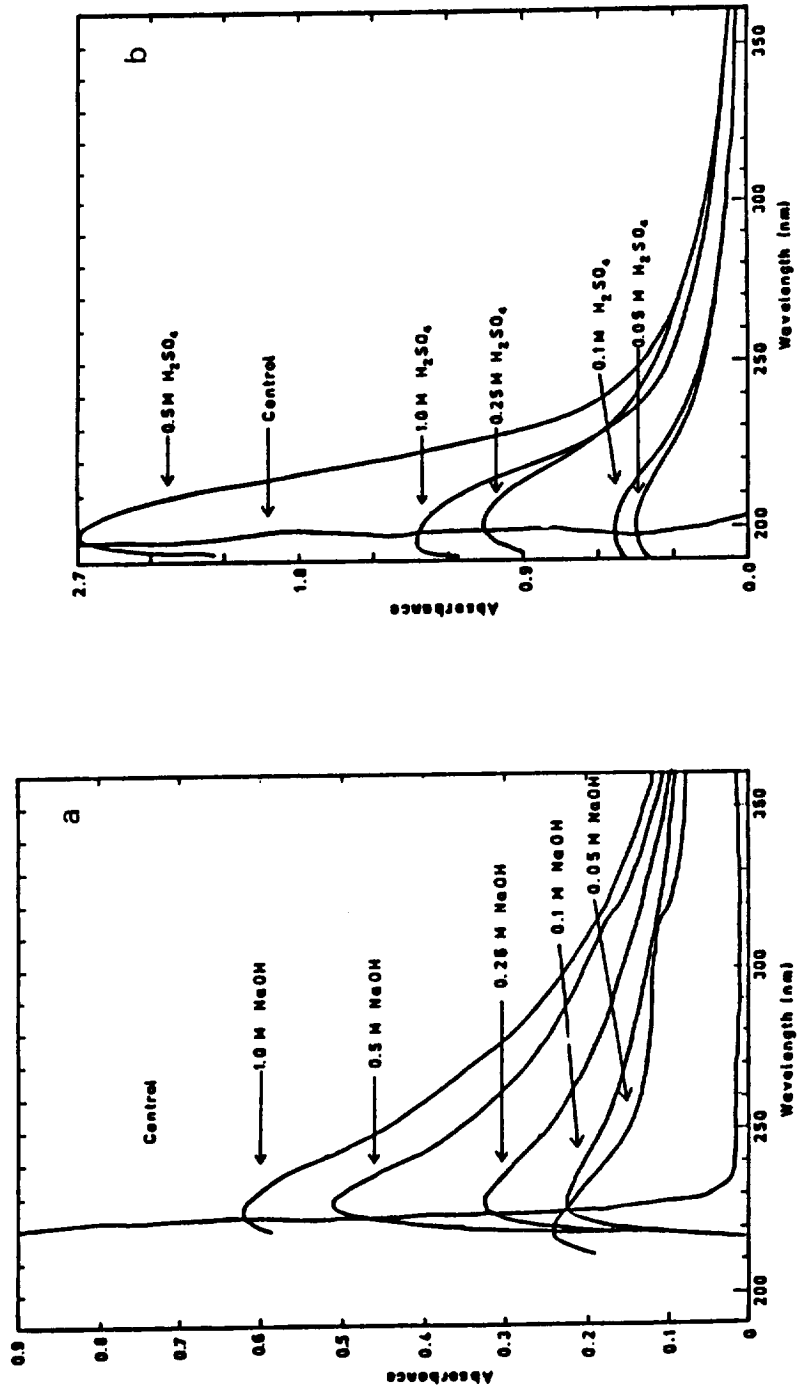 a
Control
1.0 M NaOH
0.5 M NaOH
0.25 M NaOH
0.1 M NaOH
0.05 M NaOH
0.9
0.8
0.7
0.6
0.5
0.4
0.3
0.2
0.1
0
Absorbance
200
250
300
350
Wavelength (nm)
b
0.5M H2SO4
Control
1.0 M H2SO4
0.25M H2SO4
0.1M H2SO4
0.05 M H2SO4
2.7
1.8
0.9
0.0
Absorbance
200
250
300
350
Wavelength (nm)